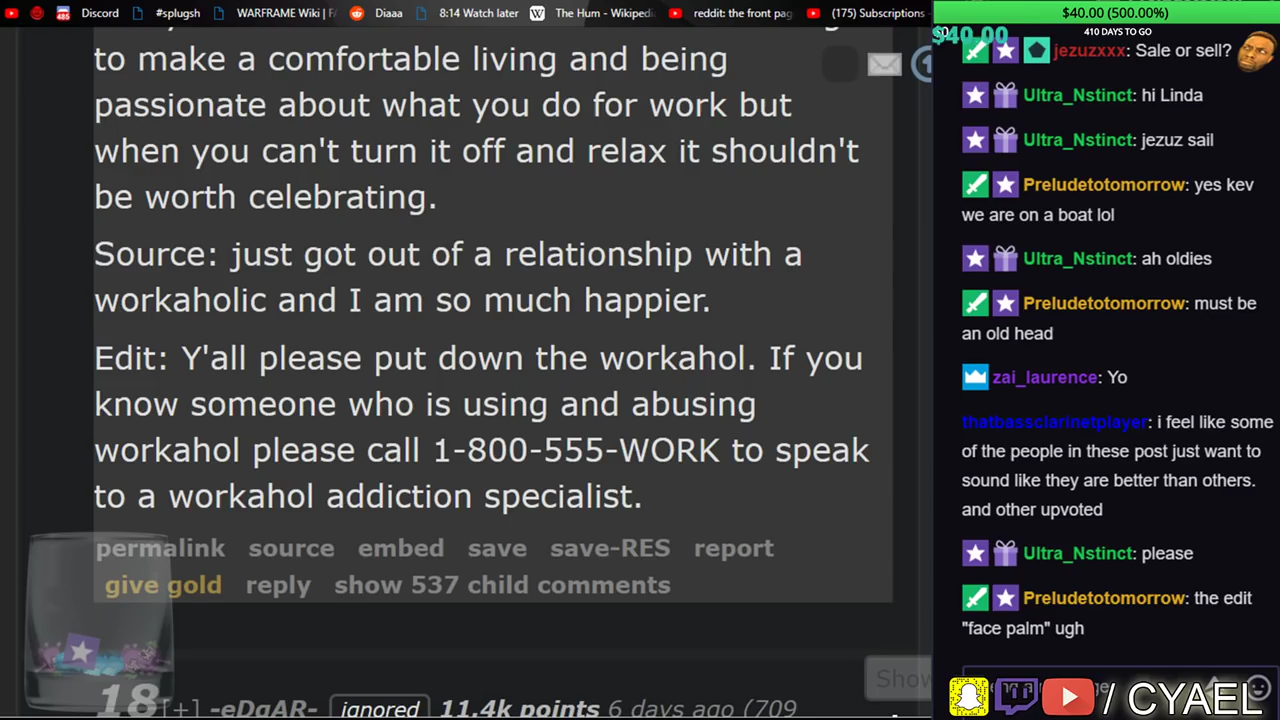 Discord
#splugsh
WARFRAME Wiki | FA
Diaaa
8:14 Watch later
The Hum - Wikipedi
reddit: the front pag
(175) Subscriptions
to make a comfortable living and being
passionate about what you do for work but
when you can't turn it off and relax it shouldn't
be worth celebrating.
Source: just got out of a relationship with a
workaholic and I am so much happier.
Edit: Y'all please put down the workahol. If you
know someone who is using and abusing
workahol please call 1-800-555-WORK to speak
to a workahol addiction specialist.
permalink source embed save save-RES report
give gold reply show 537 child comments
18 [+] -eDgAR- ignored 11.4k points 6 days ago (709
$40.00 (500.00%)
410 DAYS TO GO
$0
$40.00
jezuzxxx: Sale or sell?
Ultra_Nstinct: hi Linda
Ultra_Nstinct: jezuz sail
Preludetotomorrow: yes kev
we are on a boat lol
Ultra_Nstinct: ah oldies
Preludetotomorrow: must be
an old head
zai_laurence: Yo
thatbassclarinetplayer: i feel like some
of the people in these post just want to
sound like they are better than others.
and other upvoted
Ultra_Nstinct: please
Preludetotomorrow: the edit
"face palm" ugh
/ CYAEL